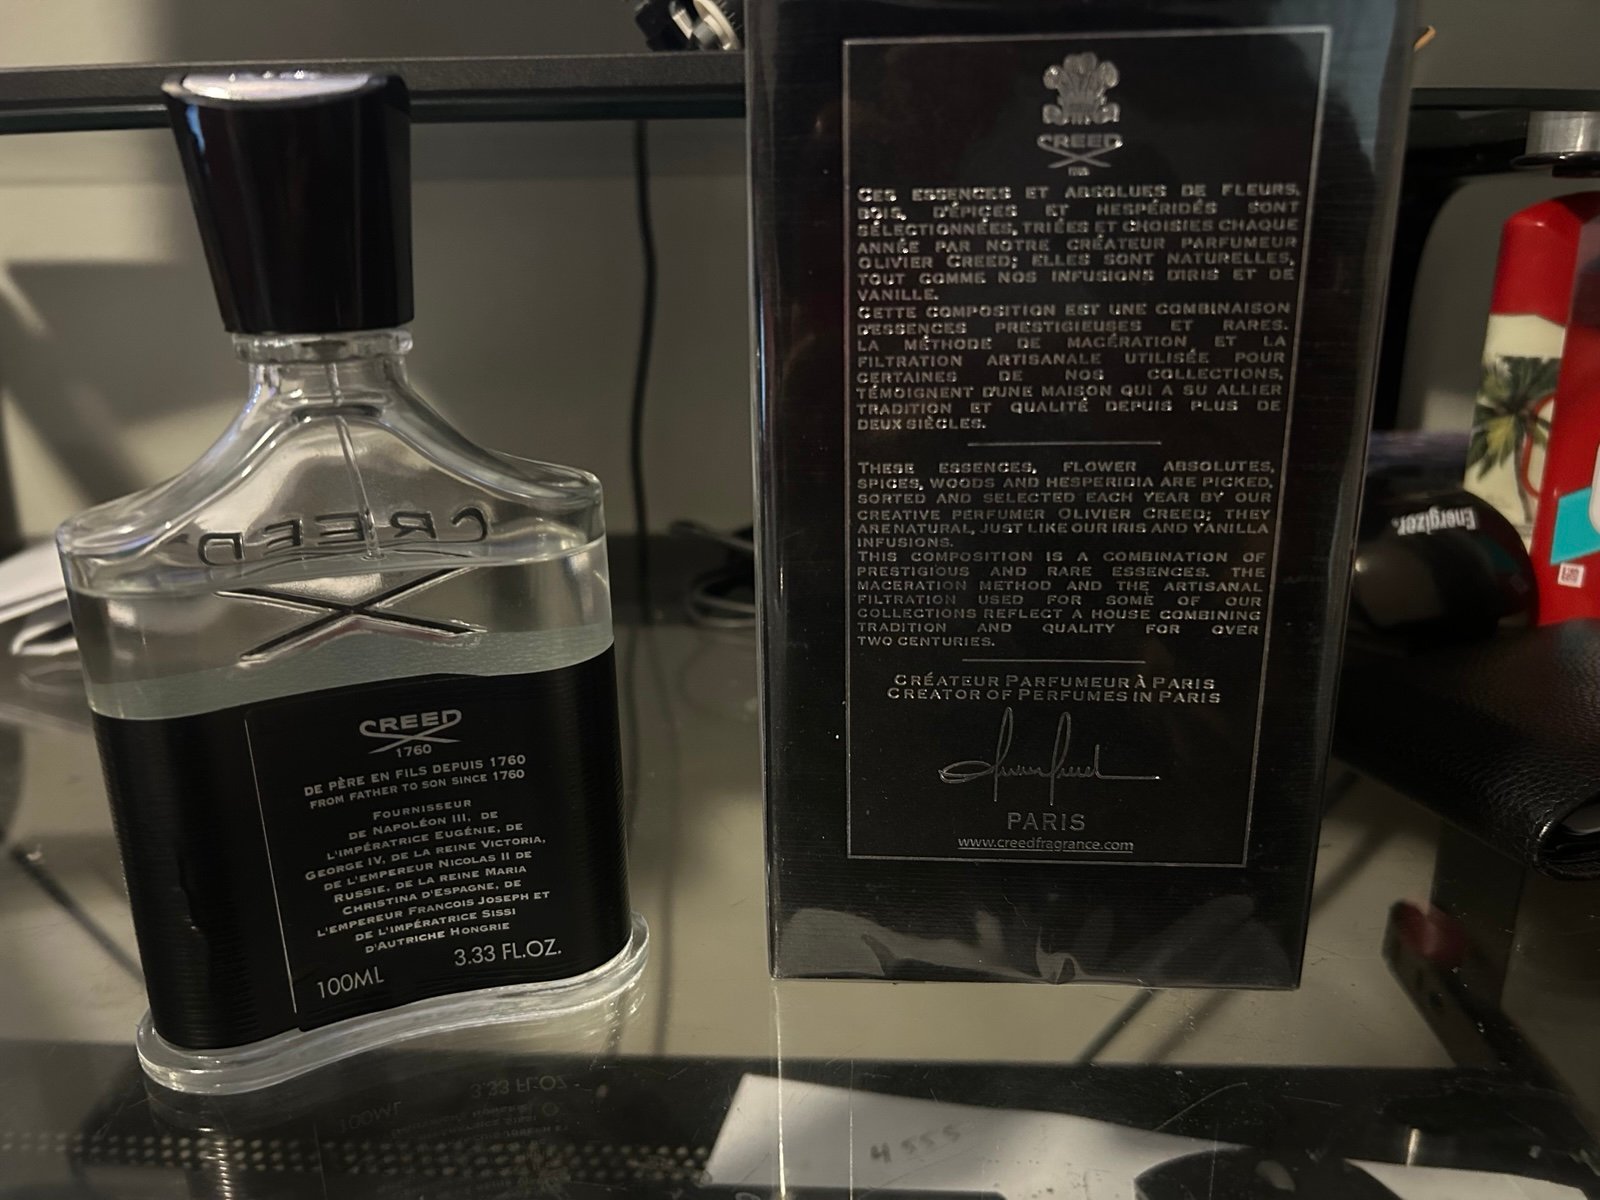 CREED
CREED
1760
DE PÈRE EN FILS DEPUIS 1760
FROM FATHER TO SON SINCE 1760
FOURNISSEUR
DE NAPOLÉON III, DE
L'IMPÉRATRICE EUGÉNIE, DE
GEORGE IV, DE LA REINE VICTORIA,
DE L'EMPEREUR NICOLAS II DE
RUSSIE, DE LA REINE MARIA
CHRISTINA D'ESPAGNE, DE
L'EMPEREUR FRANCOIS JOSEPH ET
DE L'IMPÉRATRICE SISSI
D'AUTRICHE HONGRIE
100ML 3.33 FL.OZ.
CREED
CES ESSENCES ET ABSOLUES DE FLEURS,
BOIS, D'ÉPICES ET HESPÉRIDÉS SONT
SÉLECTIONNÉES, TRIÉES ET CHOISIES CHAQUE
ANNÉE PAR NOTRE CRÉATEUR PARFUMEUR
OLIVIER CREED; ELLES SONT NATURELLES,
TOUT COMME NOS INFUSIONS D'IRIS ET DE
VANILLE.
CETTE COMPOSITION EST UNE COMBINAISON
D'ESSENCES PRESTIGIEUSES ET RARES.
LA MÉTHODE DE MACÉRATION ET LA
FILTRATION ARTISANALE UTILISÉE POUR
CERTAINES DE NOS COLLECTIONS,
TÉMOIGNENT D'UNE MAISON QUI A SU ALLIER
TRADITION ET QUALITÉ DEPUIS PLUS DE
DEUX SIÈCLES.
THESE ESSENCES, FLOWER ABSOLUTES,
SPICES, WOODS AND HESPERIDIA ARE PICKED,
SORTED AND SELECTED EACH YEAR BY OUR
CREATIVE PERFUMER OLIVIER CREED; THEY
ARE NATURAL, JUST LIKE OUR IRIS AND VANILLA
INFUSIONS.
THIS COMPOSITION IS A COMBINATION OF
PRESTIGIOUS AND RARE ESSENCES. THE
MACERATION METHOD AND THE ARTISANAL
FILTRATION USED FOR SOME OF OUR
COLLECTIONS REFLECT A HOUSE COMBINING
TRADITION AND QUALITY FOR OVER
TWO CENTURIES.
CRÉATEUR PARFUMEUR À PARIS
CREATOR OF PERFUMES IN PARIS
PARIS
www.creedfragrance.com
Energizer
4555